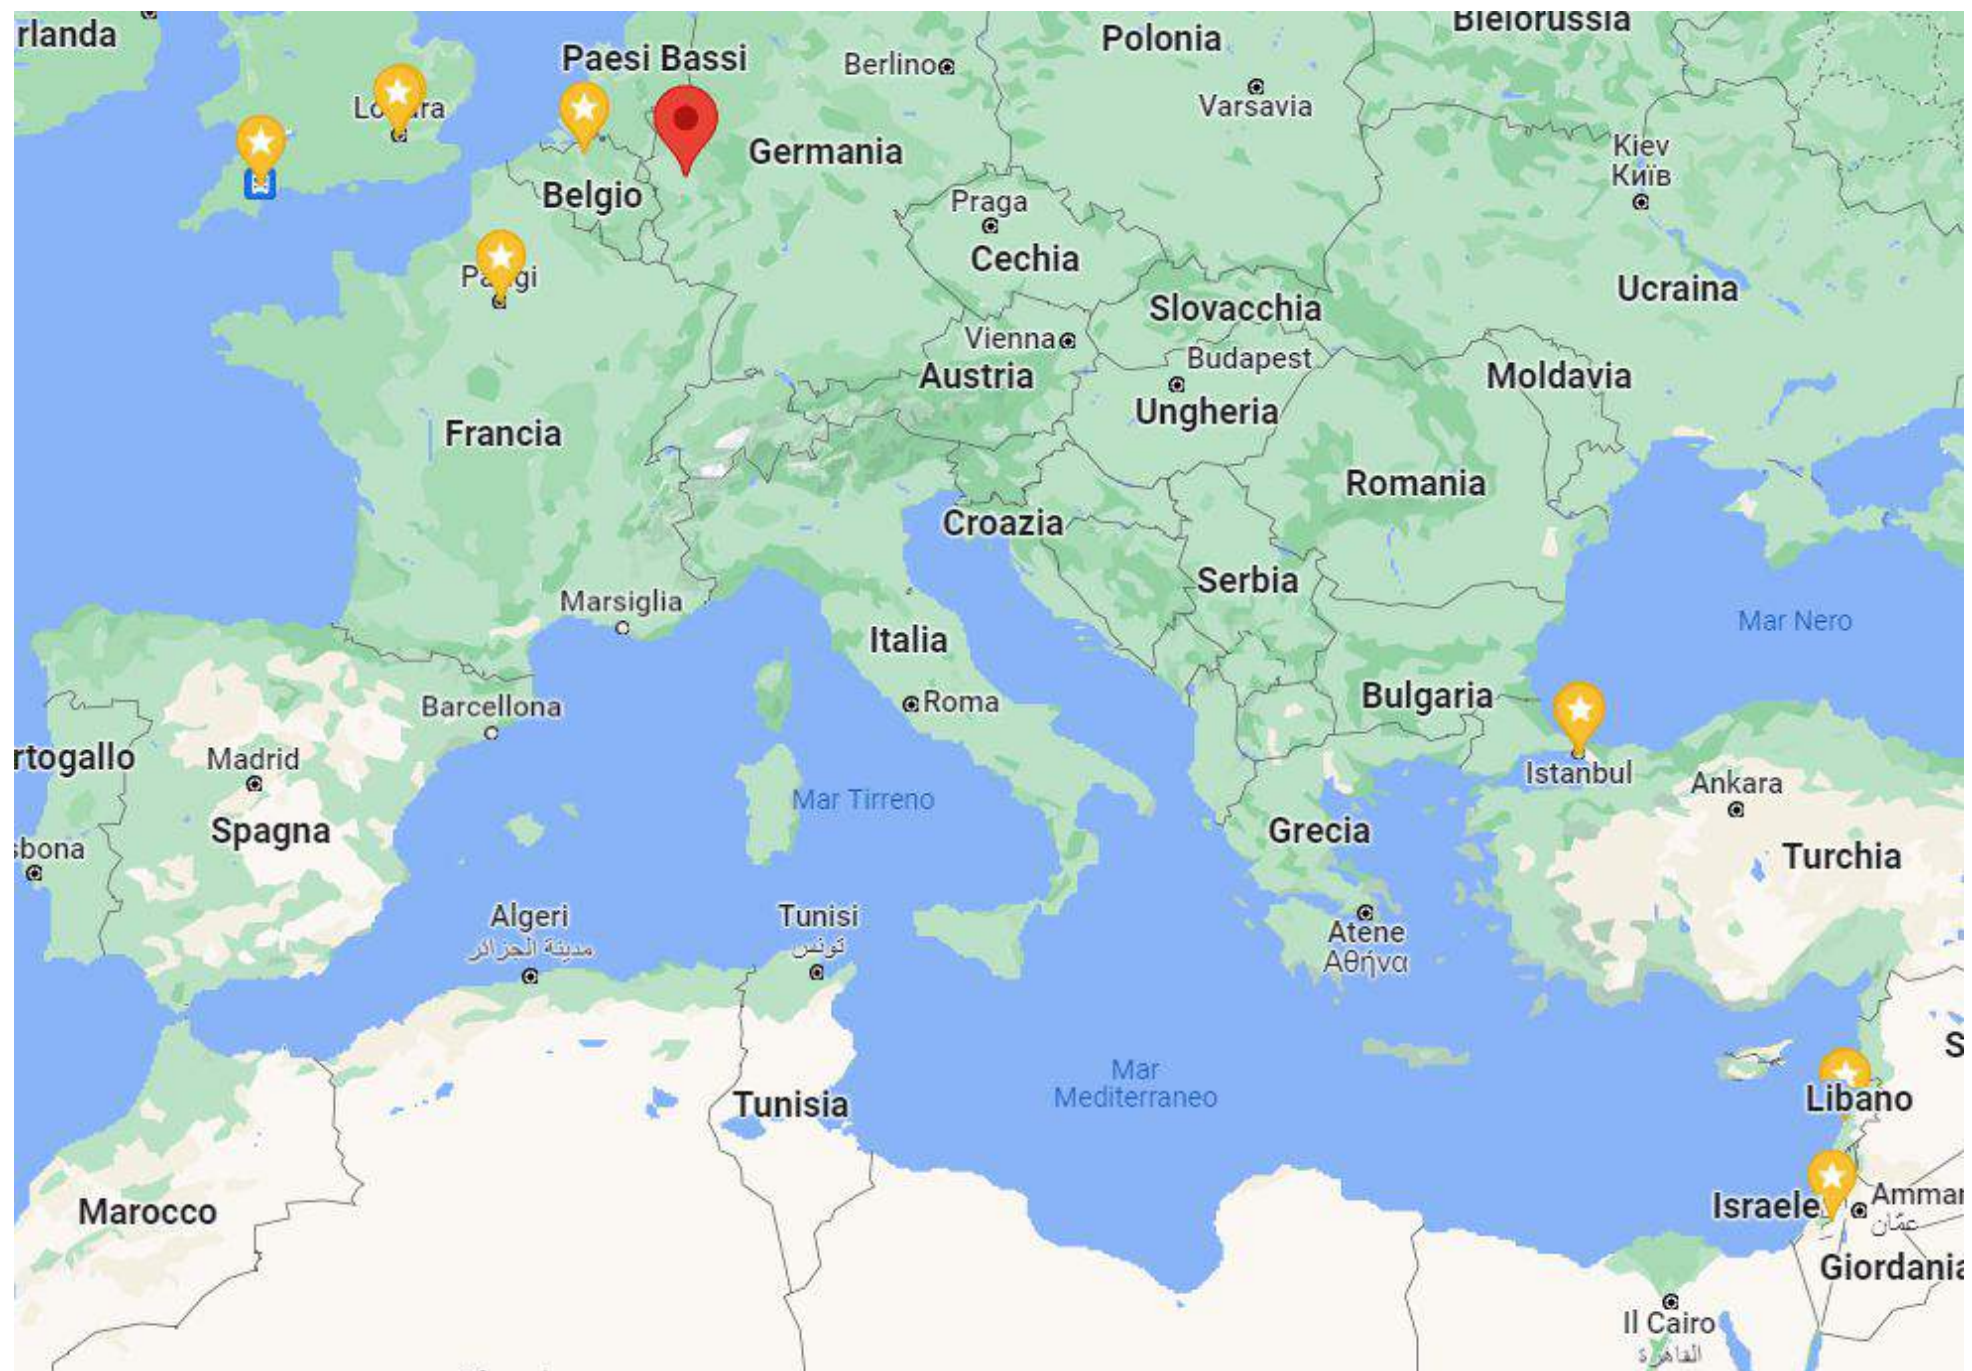 rlanda
Paesi Bassi
Berlino
Polonia
Bielorussia
Varsavia
Germania
Kiev
Київ
Belgio
Praga
Cechia
Ucraina
Slovacchia
Vienna
Budapest
Austria
Moldavia
Ungheria
Francia
Romania
Croazia
Serbia
Marsiglia
Mar Nero
Italia
Bulgaria
Barcellona
Roma
rtogallo
Madrid
Istanbul
Ankara
Mar Tirreno
Spagna
Grecia
sbona
Turchia
Algeri
مدينة الجزائر
Tunisi
تونس
Atene
Αθήνα
S
Mar
Mediterraneo
Libano
Tunisia
Marocco
Israele
Amman
عمّان
Giordania
Il Cairo
القاهرة